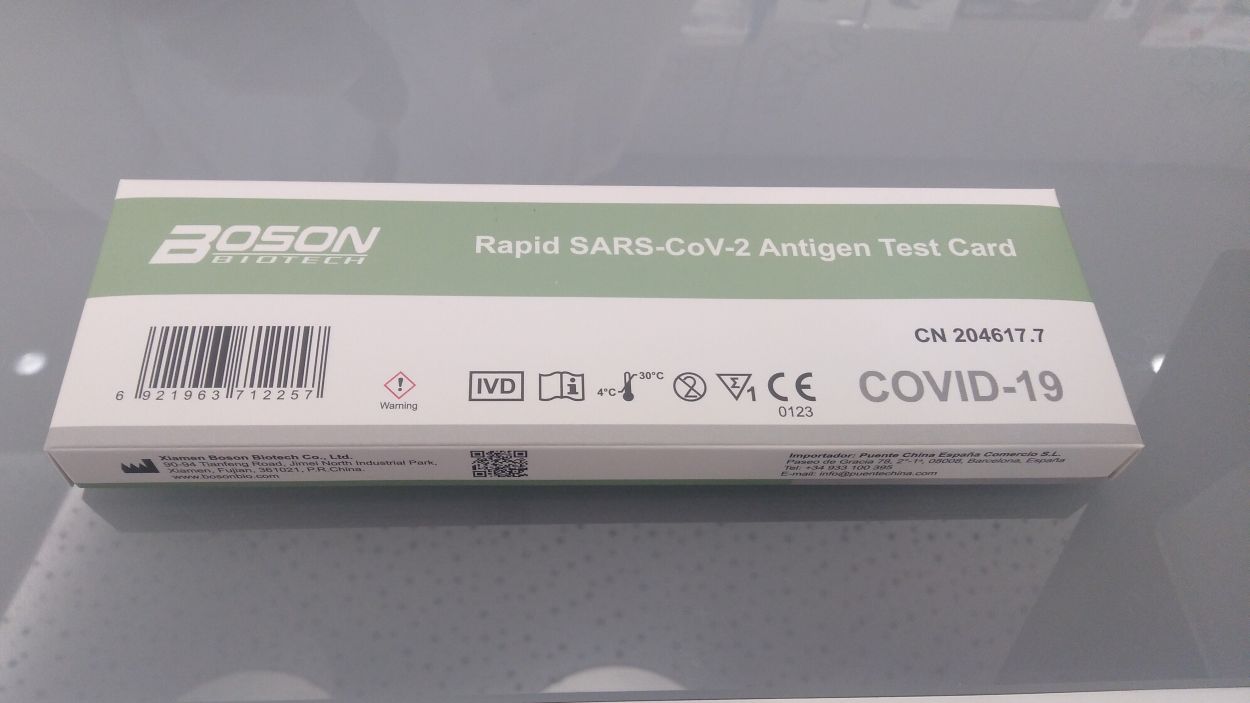 BOSON
BIOTECH
Rapid SARS-CoV-2 Antigen Test Card
CN 204617.7
6 921963 712257
Warning
IVD
i
4°C 30°C
2
Σ 1
CE
0123
COVID-19
Xiamen Boson Biotech Co., Ltd.
90-94 Tianfeng Road, Jimei North Industrial Park,
Xiamen, Fujian, 361021, P.R.China.
www.bosonbio.com
Importador: Puente China España Comercio S.L.
Paseo de Gracia 78, 2°-1ª, 08008, Barcelona, España
Tel: +34 933 100 395
E-mail: info@puentechina.com